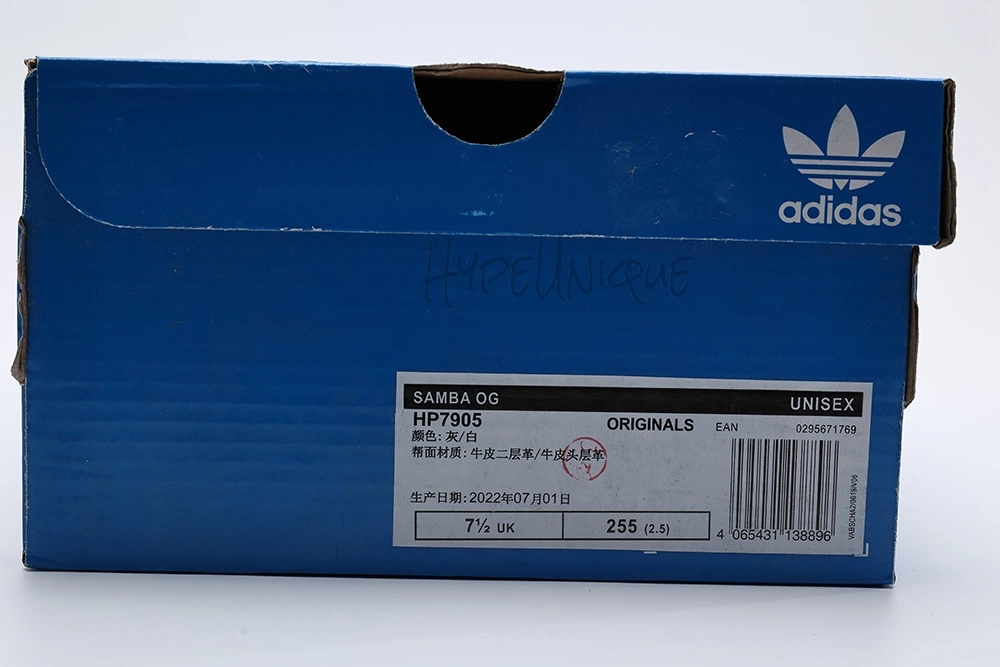 adidas
HYPEUNIQUE
SAMBA OG UNISEX
HP7905 ORIGINALS EAN 0295671769
颜色: 灰/白
帮面材质: 牛皮二层革/牛皮头层革
生产日期: 2022年07月01日
7½ UK 255 (2.5)
4 065431 138896